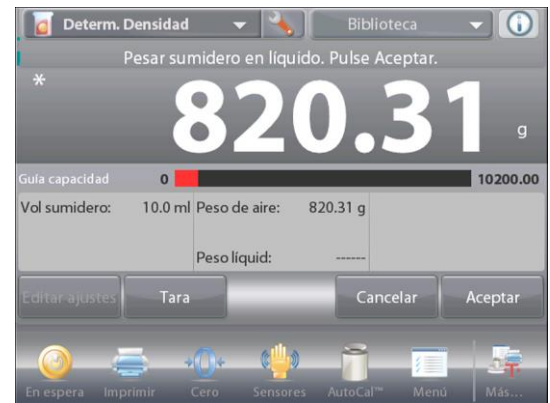 Determ. Densidad Biblioteca
Pesar sumidero en líquido. Pulse Aceptar.
* 820.31 g
Guía capacidad 0 10200.00
Vol sumidero: 10.0 ml Peso de aire: 820.31 g
Peso líquid: ------
Editar ajustes Tara Cancelar Aceptar
En espera Imprimir Cero Sensores AutoCal™ Menú Más...